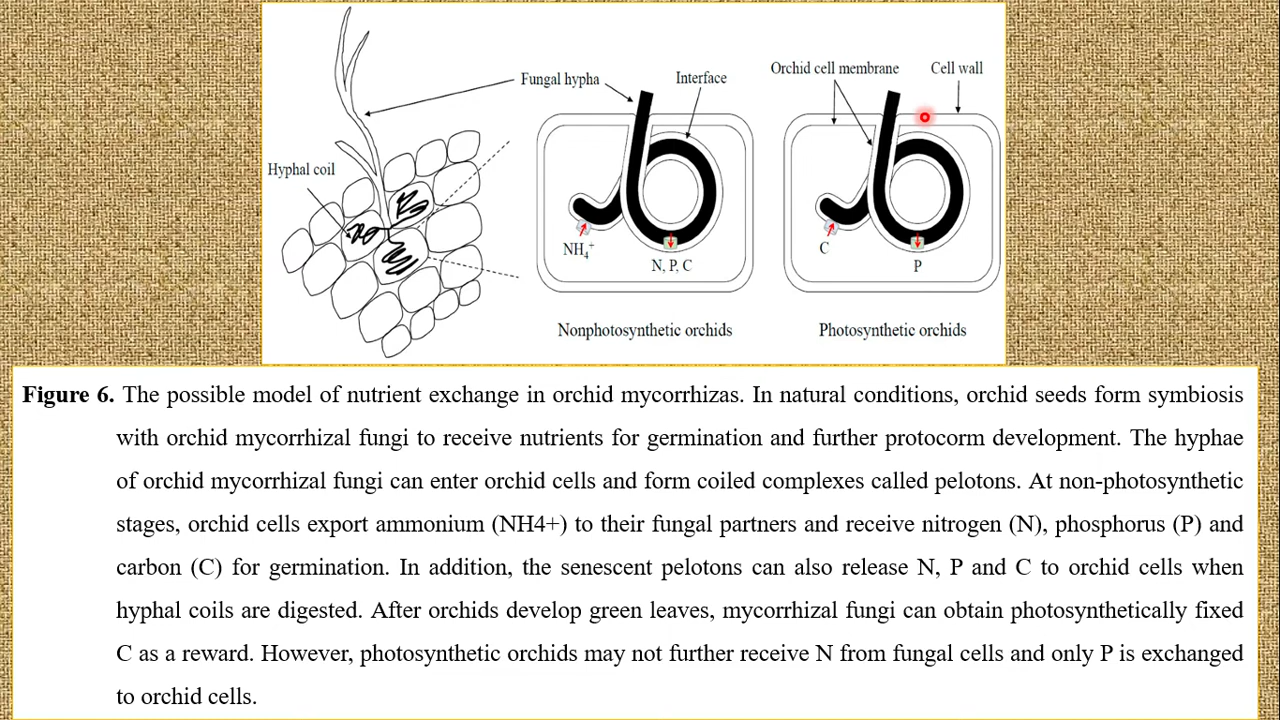 Orchid cell membrane
Cell wall
Fungal hypha
Interface
Hyphal coil
NH4+
N, P, C
C
P
Nonphotosynthetic orchids
Photosynthetic orchids
Figure 6. The possible model of nutrient exchange in orchid mycorrhizas. In natural conditions, orchid seeds form symbiosis
with orchid mycorrhizal fungi to receive nutrients for germination and further protocorm development. The hyphae
of orchid mycorrhizal fungi can enter orchid cells and form coiled complexes called pelotons. At non-photosynthetic
stages, orchid cells export ammonium (NH4+) to their fungal partners and receive nitrogen (N), phosphorus (P) and
carbon (C) for germination. In addition, the senescent pelotons can also release N, P and C to orchid cells when
hyphal coils are digested. After orchids develop green leaves, mycorrhizal fungi can obtain photosynthetically fixed
C as a reward. However, photosynthetic orchids may not further receive N from fungal cells and only P is exchanged
to orchid cells.